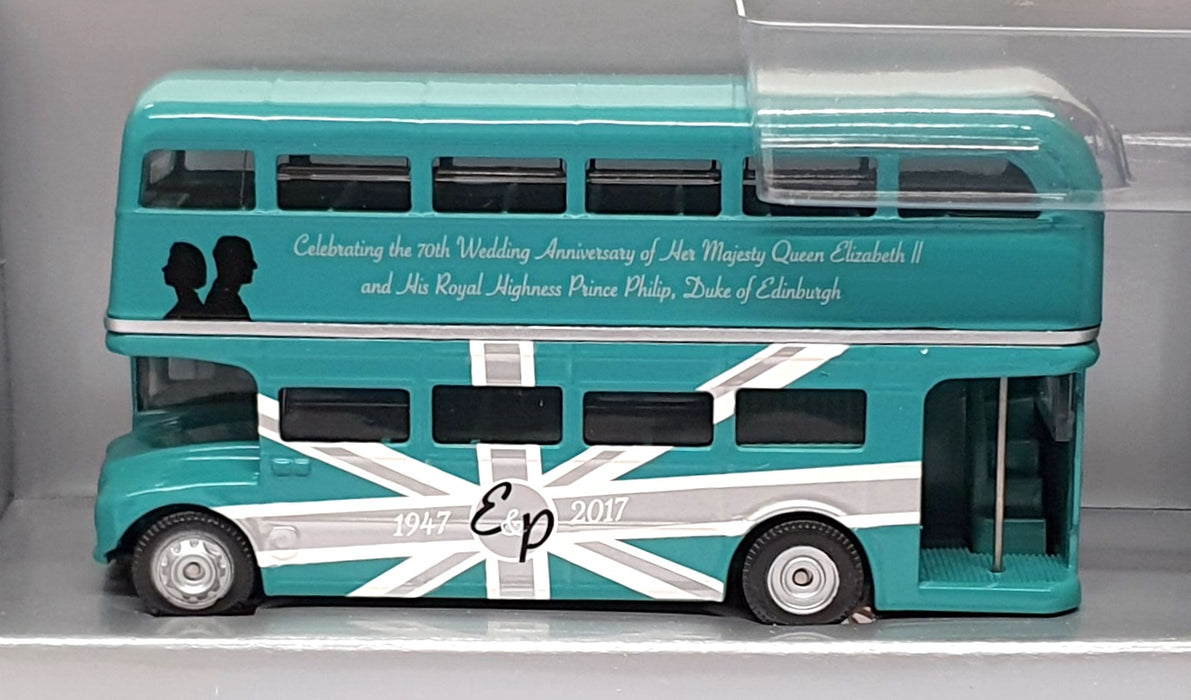 Celebrating the 70th Wedding Anniversary of Her Majesty Queen Elizabeth II
and His Royal Highness Prince Philip, Duke of Edinburgh
1947 E&P 2017